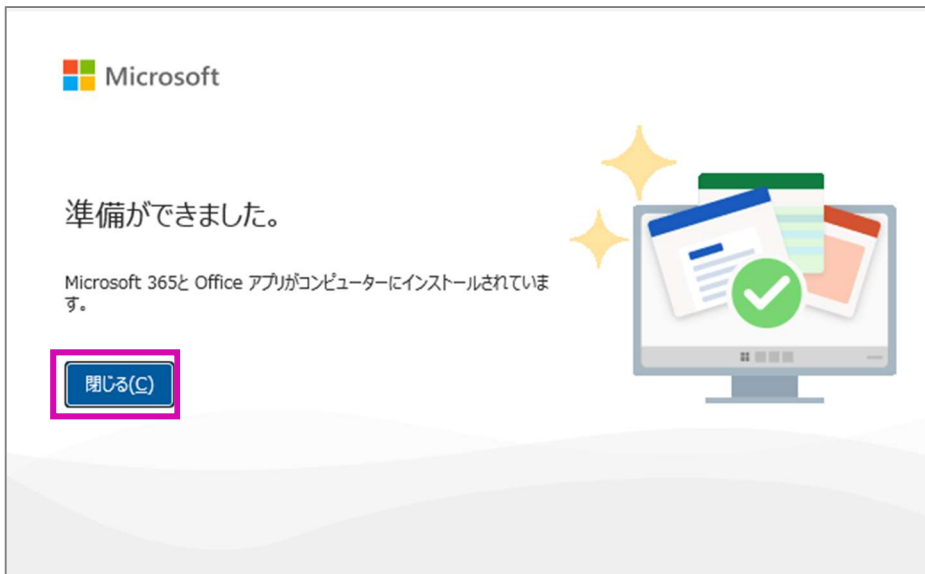 Microsoft
準備ができました。
Microsoft 365と Office アプリがコンピューターにインストールされていま
す。
閉じる(C)